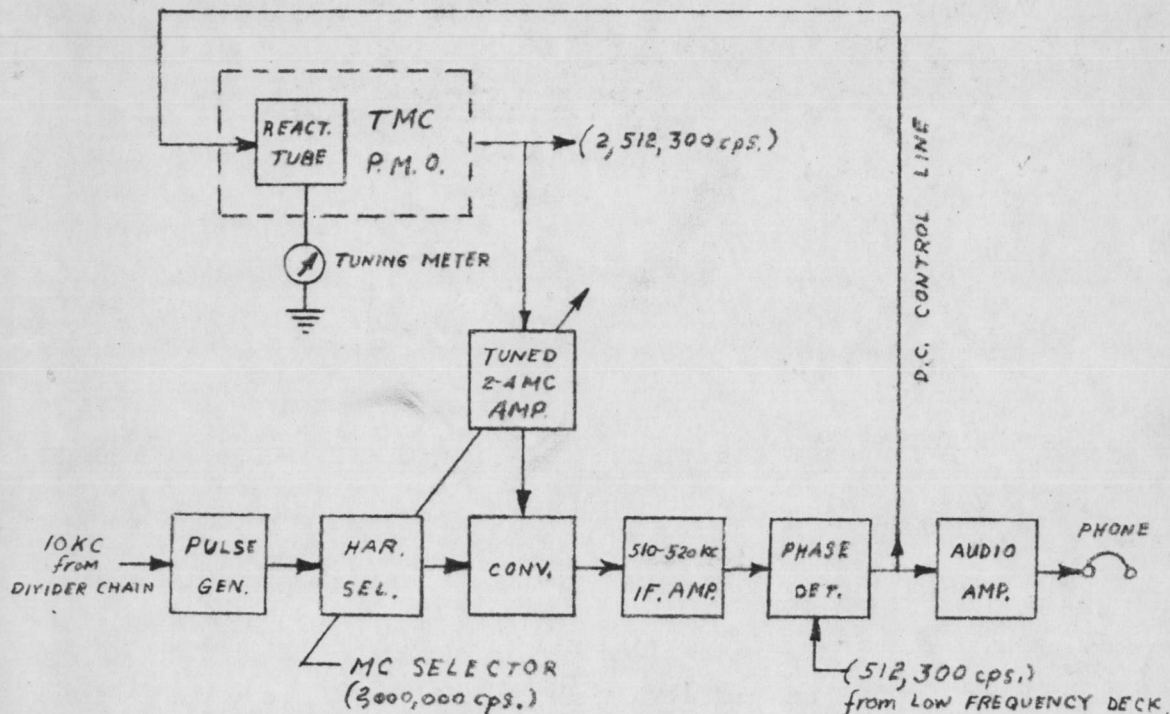 REACT.
TUBE
TMC
P.M.O.
(2,512,300 cps.)
TUNING METER
D.C. CONTROL LINE
TUNED
2-4 MC
AMP.
10KC
from
DIVIDER CHAIN
PULSE
GEN.
HAR.
SEL.
CONV.
510-520 KC
IF. AMP.
PHASE
DET.
AUDIO
AMP.
PHONE
MC SELECTOR
(2,000,000 cps.)
(512,300 cps.)
from LOW FREQUENCY DECK.